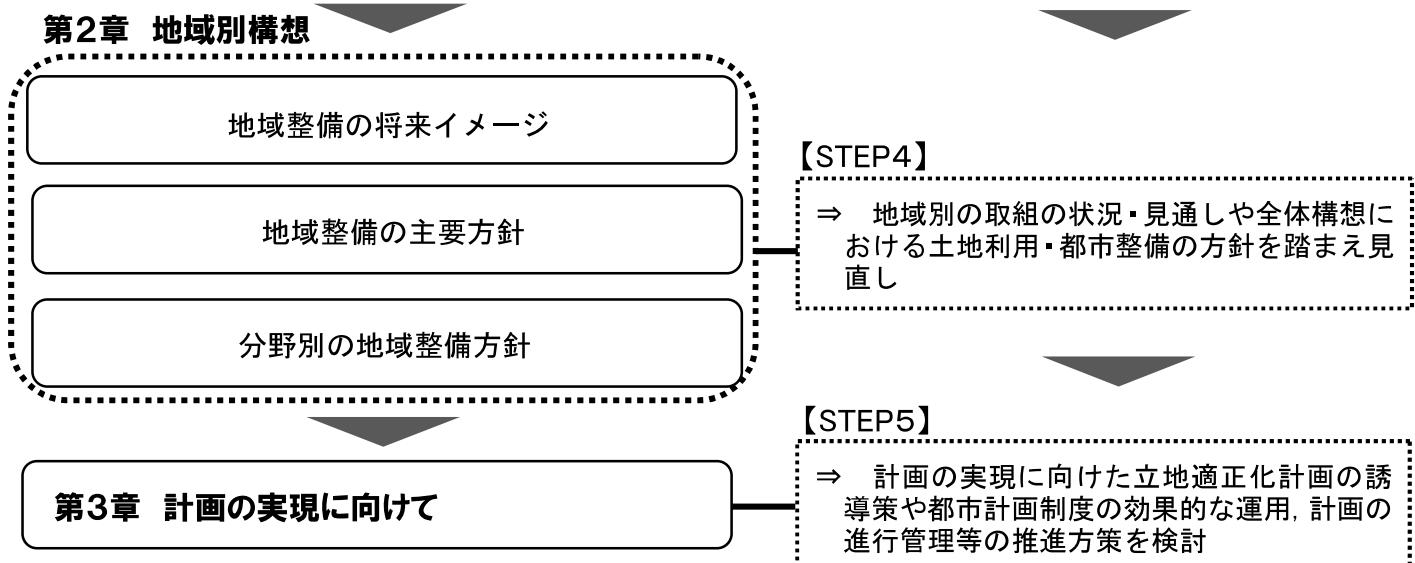 第2章 地域別構想
地域整備の将来イメージ
地域整備の主要方針
分野別の地域整備方針
【STEP4】
⇒ 地域別の取組の状況・見通しや全体構想に
おける土地利用・都市整備の方針を踏まえ見
直し
第3章 計画の実現に向けて
【STEP5】
⇒ 計画の実現に向けた立地適正化計画の誘
導策や都市計画制度の効果的な運用，計画の
進行管理等の推進方策を検討